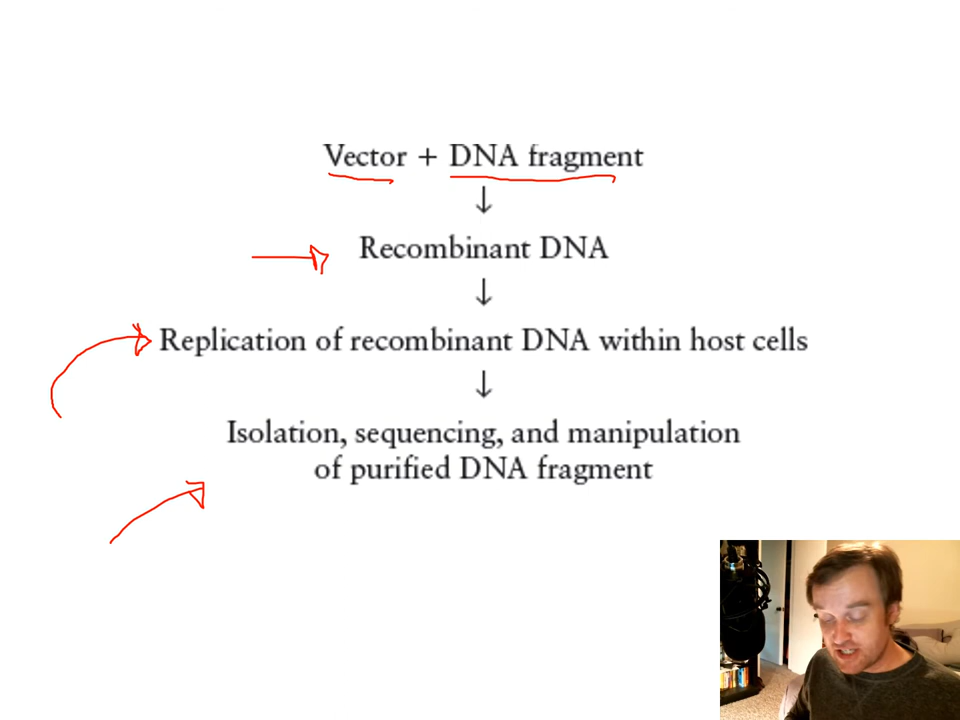 Vector + DNA fragment
↓
Recombinant DNA
↓
Replication of recombinant DNA within host cells
↓
Isolation, sequencing, and manipulation
of purified DNA fragment